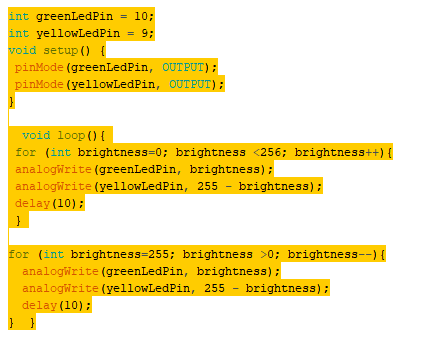 int greenLedPin = 10;
int yellowLedPin = 9;
void setup() {
pinMode(greenLedPin, OUTPUT);
pinMode(yellowLedPin, OUTPUT);
}
void loop(){
for (int brightness=0; brightness <256; brightness++){
analogWrite(greenLedPin, brightness);
analogWrite(yellowLedPin, 255 - brightness);
delay(10);
}
for (int brightness=255; brightness >0; brightness--){
analogWrite(greenLedPin, brightness);
analogWrite(yellowLedPin, 255 - brightness);
delay(10);
} }